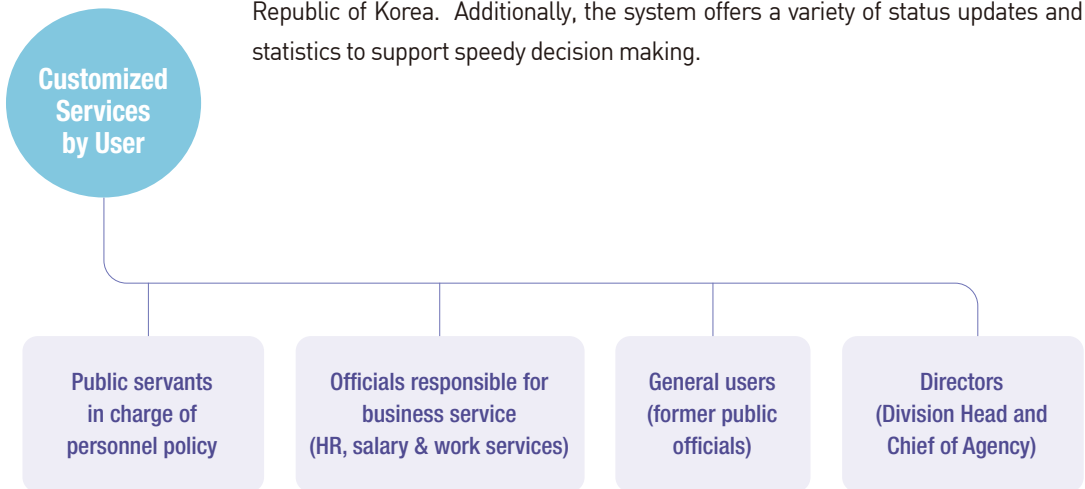 Republic of Korea. Additionally, the system offers a variety of status updates and
statistics to support speedy decision making.
Customized
Services
by User
Public servants
in charge of
personnel policy
Officials responsible for
business service
(HR, salary & work services)
General users
(former public
officials)
Directors
(Division Head and
Chief of Agency)